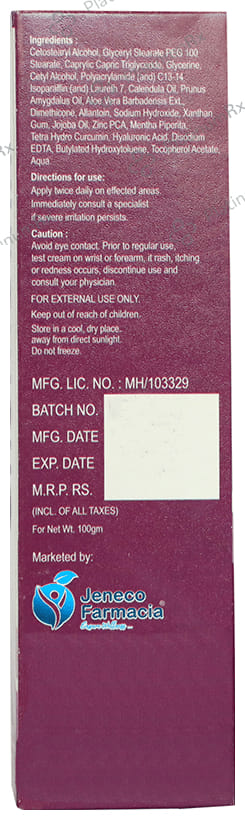 Ingredients :
Cetostearyl Alcohol, Glyceryl Stearate PEG 100
Stearate, Caprylic Capric Triglyceride, Glycerine,
Cetyl Alcohol, Polyacrylamide (and) C13-14
Isoparaffin (and) Laureth 7, Calendula Oil, Prunus
Amygdalus Oil, Aloe Vera Barbaderisis Ext.,
Dimethicone, Allantoin, Sodium Hydroxide, Xanthan
Gum, Jojoba Oil, Zinc PCA, Mentha Piperita,
Tetra Hydro Curcumin, Hyaluronic Acid, Disodium
EDTA, Butylated Hydroxytoluene, Tocopherol Acetate,
Aqua.
Directions for use:
Apply twice daily on effected areas.
Immediately consult a specialist
if severe irritation persists.
Caution :
Avoid eye contact. Prior to regular use,
test cream on wrist or forearm, it rash, itching
or redness occurs, discontinue use and
consult your physician.
FOR EXTERNAL USE ONLY.
Keep out of reach of children.
Store in a cool, dry place.
away from direct sunlight.
Do not freeze.
MFG. LIC. NO. : MH/103329
BATCH NO.
MFG. DATE
EXP. DATE
M.R.P. RS.
(INCL. OF ALL TAXES)
For Net Wt. 100gm
Marketed by:
Jeneco
Farmacia®